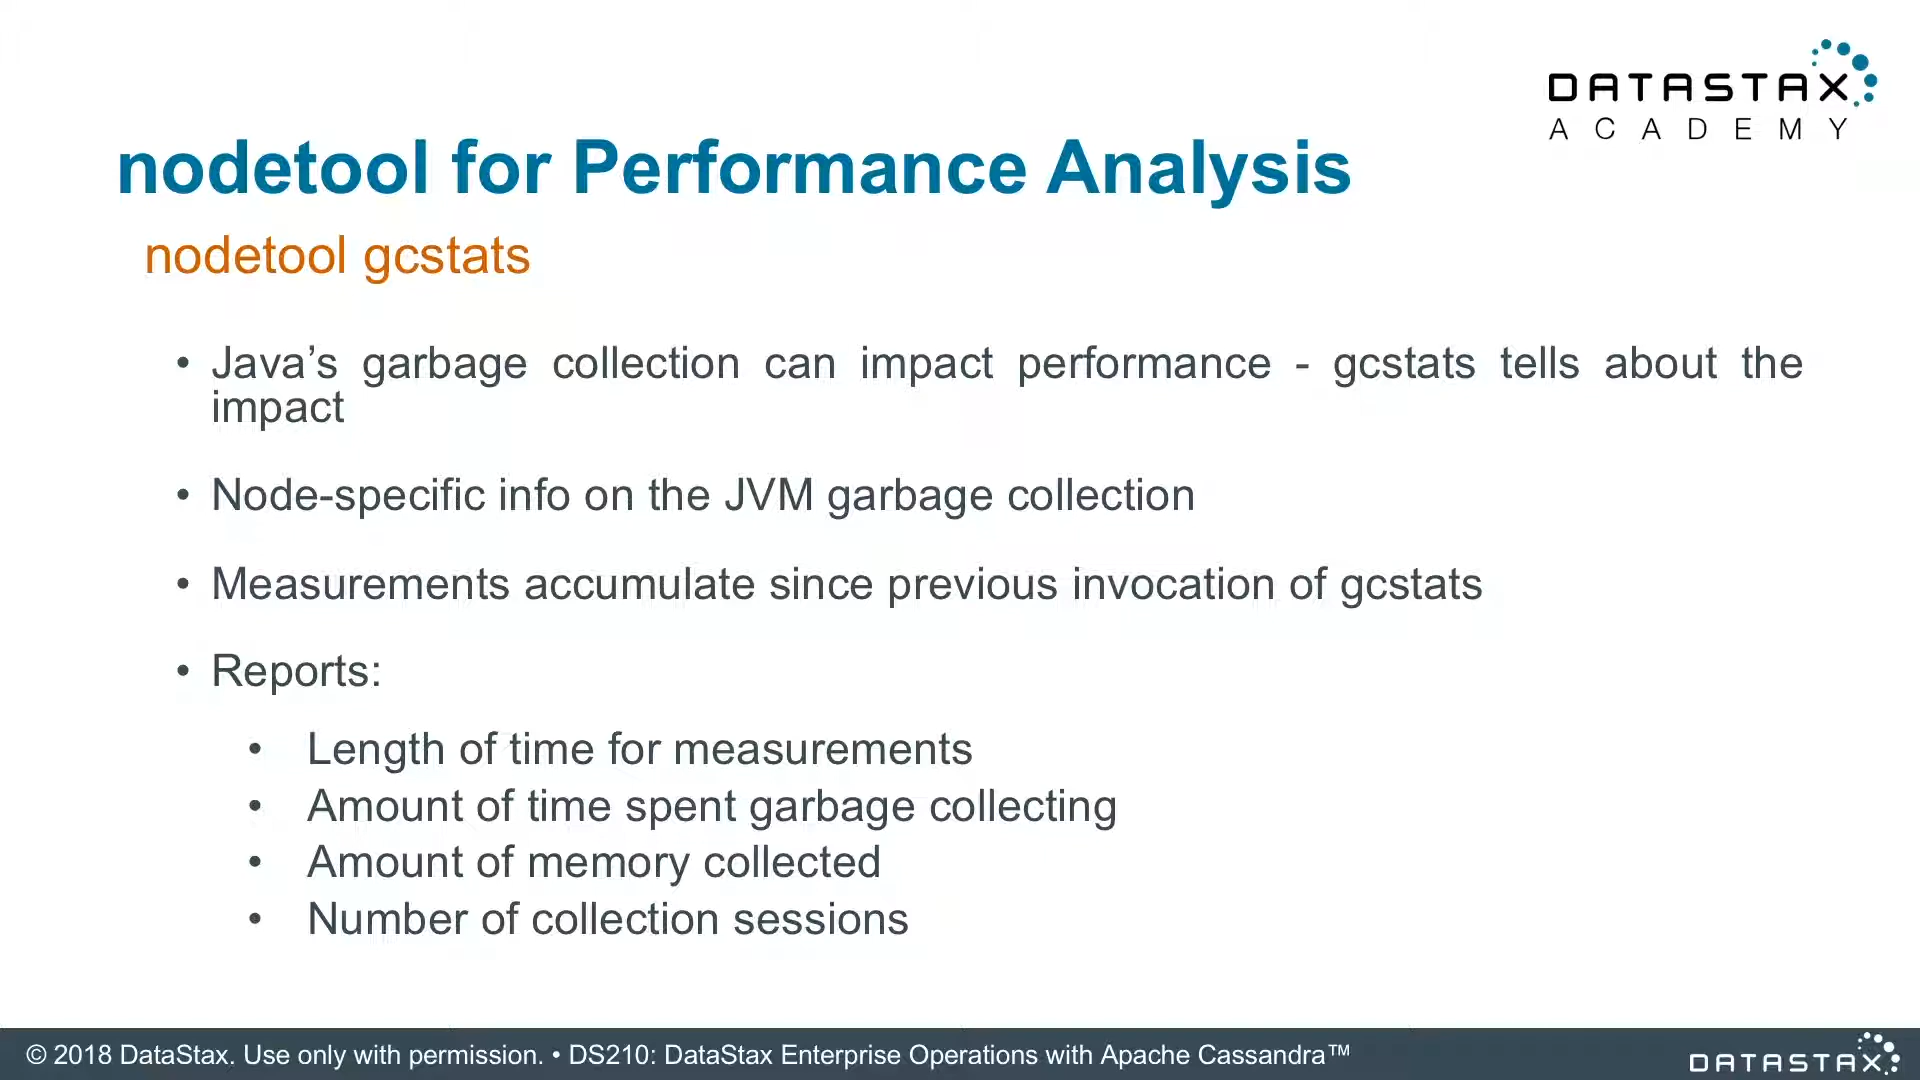 DATASTAX
ACADEMY
nodetool for Performance Analysis
nodetool gcstats
• Java’s garbage collection can impact performance - gcstats tells about the
impact
• Node-specific info on the JVM garbage collection
• Measurements accumulate since previous invocation of gcstats
• Reports:
• Length of time for measurements
• Amount of time spent garbage collecting
• Amount of memory collected
• Number of collection sessions
© 2018 DataStax. Use only with permission. • DS210: DataStax Enterprise Operations with Apache Cassandra™
DATASTAX